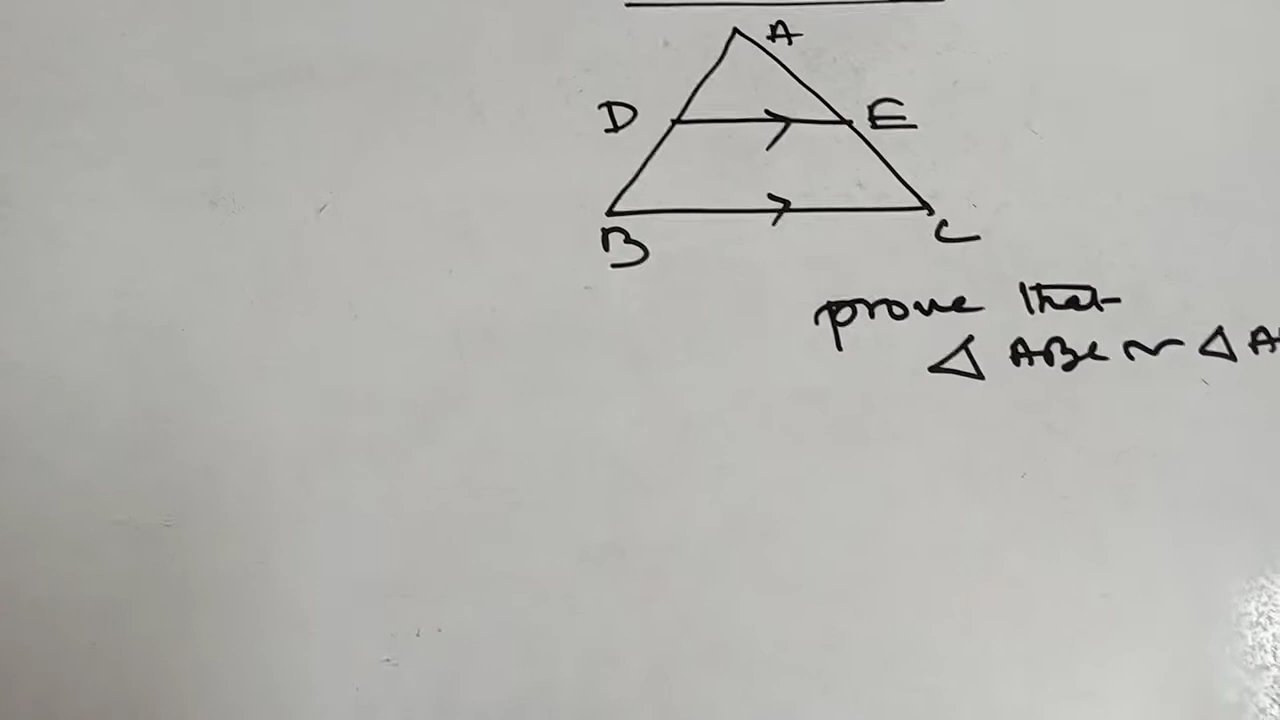 A
D E
B C
prove that
△ ABC ~ △ A